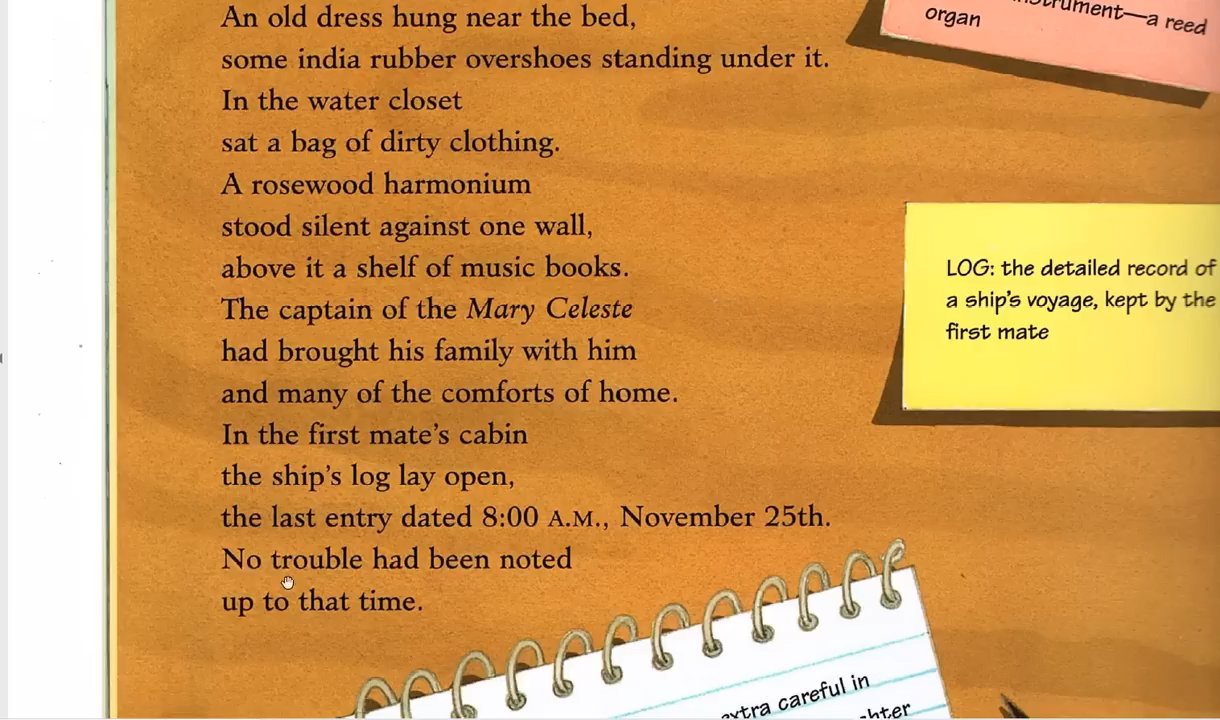 An old dress hung near the bed,
some india rubber overshoes standing under it.
In the water closet
sat a bag of dirty clothing.
A rosewood harmonium
stood silent against one wall,
above it a shelf of music books.
The captain of the Mary Celeste
had brought his family with him
and many of the comforts of home.
In the first mate's cabin
the ship's log lay open,
the last entry dated 8:00 A.M., November 25th.
No trouble had been noted
up to that time.
instrument—a reed
organ
LOG: the detailed record of
a ship's voyage, kept by the
first mate
extra careful in